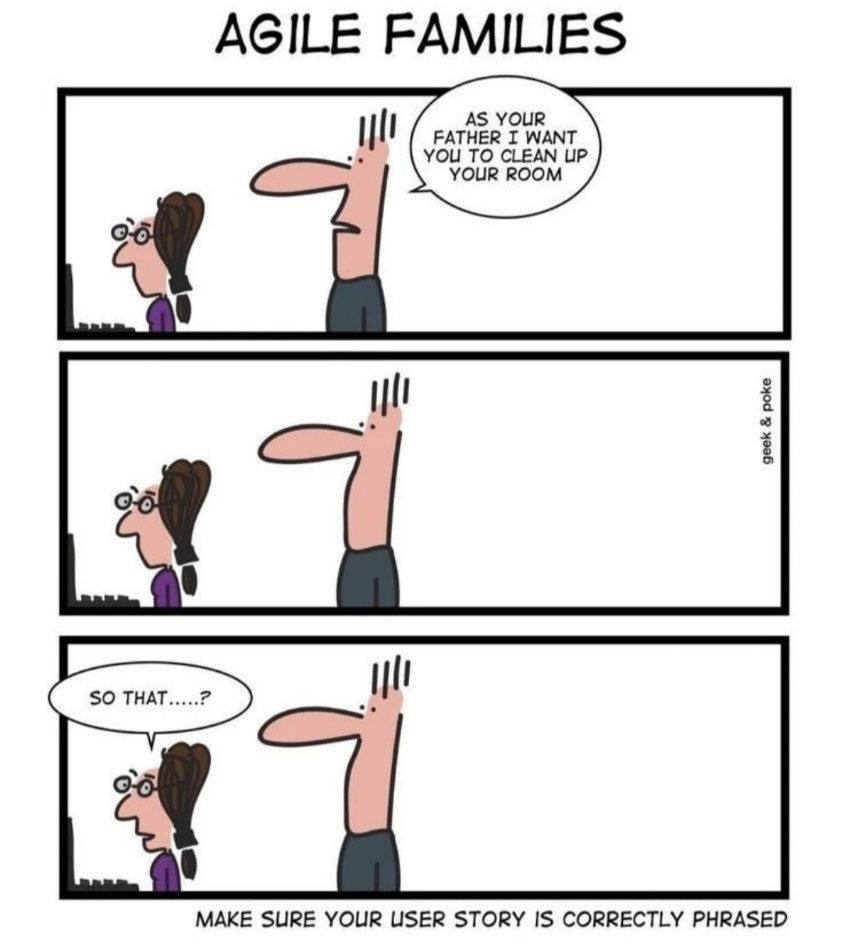 AGILE FAMILIES
AS YOUR
FATHER I WANT
YOU TO CLEAN UP
YOUR ROOM
geek & poke
SO THAT.....?
MAKE SURE YOUR USER STORY IS CORRECTLY PHRASED